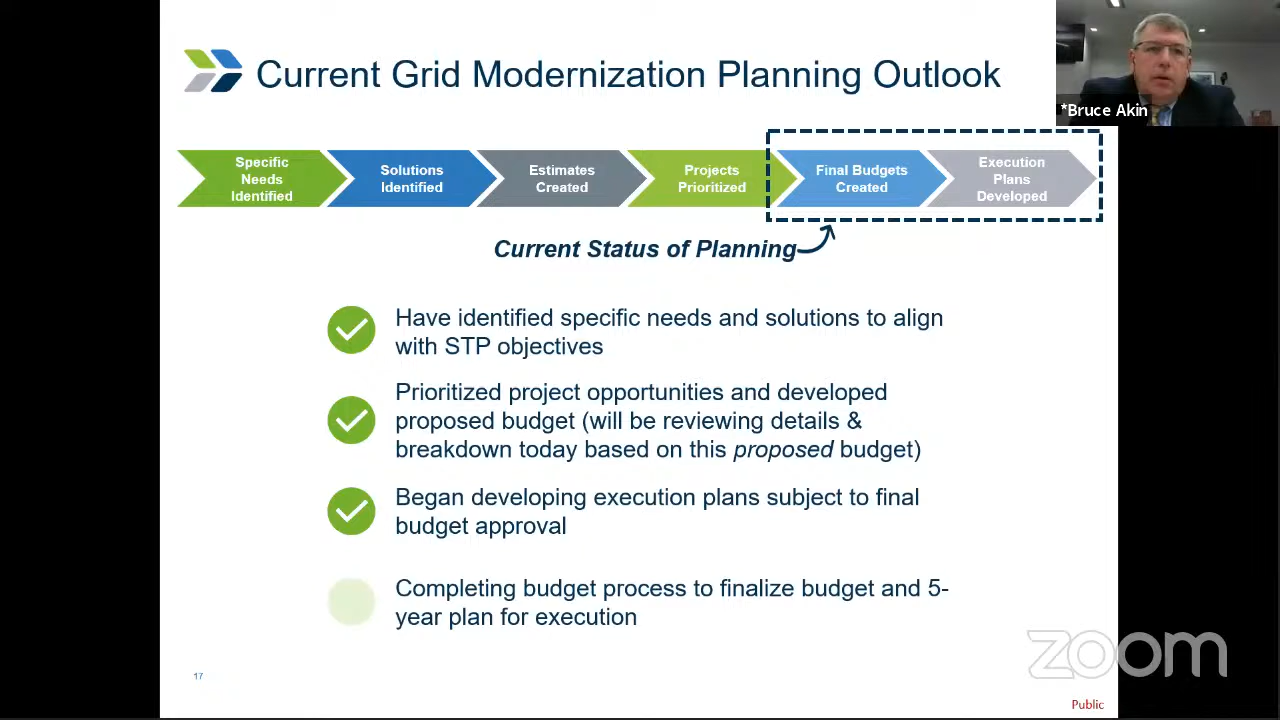 Current Grid Modernization Planning Outlook
*Bruce Akin
Specific
Needs
Identified
Solutions
Identified
Estimates
Created
Projects
Prioritized
Final Budgets
Created
Execution
Plans
Developed
Current Status of Planning
Have identified specific needs and solutions to align
with STP objectives
Prioritized project opportunities and developed
proposed budget (will be reviewing details &
breakdown today based on this proposed budget)
Began developing execution plans subject to final
budget approval
Completing budget process to finalize budget and 5-
year plan for execution
zoom
17
Public